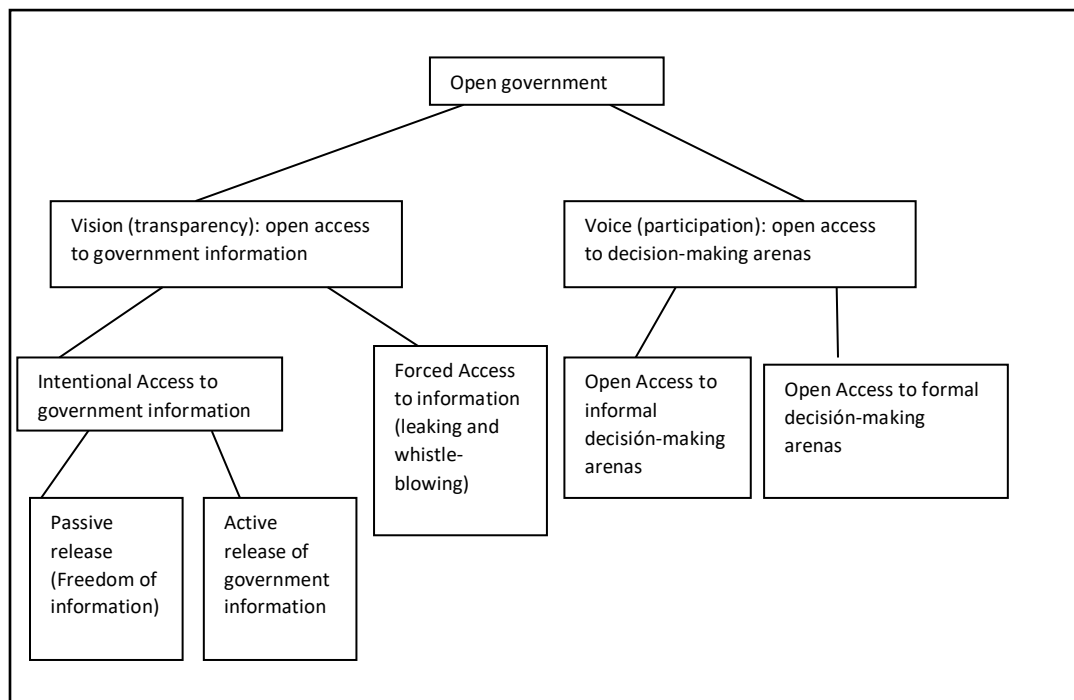 Open government
Vision (transparency): open access
to government information
Voice (participation): open access
to decision-making arenas
Intentional Access to
government information
Forced Access
to information
(leaking and
whistle-
blowing)
Open Access to
informal
decisión-making
arenas
Open Access to formal
decisión-making
arenas
Passive
release
(Freedom of
information)
Active
release of
government
information